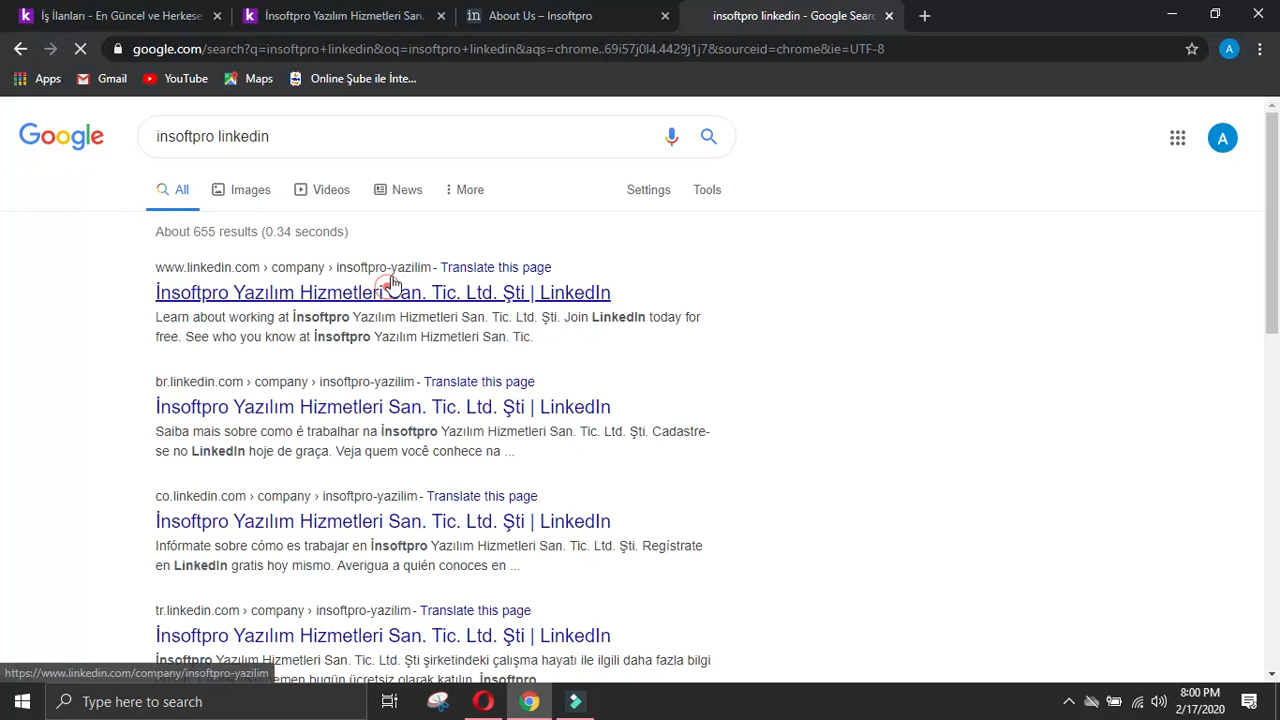 İş İlanları - En Güncel ve Herkese
İnsoftpro Yazılım Hizmetleri San.
About Us – Insoftpro
insoftpro linkedin - Google Sear
google.com/search?q=insoftpro+linkedin&oq=insoftpro+linkedin&aqs=chrome..69i57j0l4.4429j1j7&sourceid=chrome&ie=UTF-8
A
Apps
Gmail
YouTube
Maps
Online Şube ile İnte...
Google
insoftpro linkedin
A
All
Images
Videos
News
More
Settings
Tools
About 655 results (0.34 seconds)
www.linkedin.com › company › insoftpro-yazilim - Translate this page
İnsoftpro Yazılım Hizmetleri San. Tic. Ltd. Şti | LinkedIn
Learn about working at İnsoftpro Yazılım Hizmetleri San. Tic. Ltd. Şti. Join LinkedIn today for
free. See who you know at İnsoftpro Yazılım Hizmetleri San. Tic.
br.linkedin.com › company › insoftpro-yazilim - Translate this page
İnsoftpro Yazılım Hizmetleri San. Tic. Ltd. Şti | LinkedIn
Saiba mais sobre como é trabalhar na İnsoftpro Yazılım Hizmetleri San. Tic. Ltd. Şti. Cadastre-
se no LinkedIn hoje de graça. Veja quem você conhece na ...
co.linkedin.com › company › insoftpro-yazilim - Translate this page
İnsoftpro Yazılım Hizmetleri San. Tic. Ltd. Şti | LinkedIn
Infórmate sobre cómo es trabajar en İnsoftpro Yazılım Hizmetleri San. Tic. Ltd. Şti. Regístrate
en LinkedIn gratis hoy mismo. Averigua a quién conoces en ...
tr.linkedin.com › company › insoftpro-yazilim - Translate this page
İnsoftpro Yazılım Hizmetleri San. Tic. Ltd. Şti | LinkedIn
İnsoftpro Yazılım Hizmetleri San. Tic. Ltd. Şti şirketindeki çalışma hayatı ile ilgili daha fazla bilgi
bugün ücretsiz olarak katılın. İnsoftpro
https://www.linkedin.com/company/insoftpro-yazilim
Type here to search
8:00 PM
2/17/2020